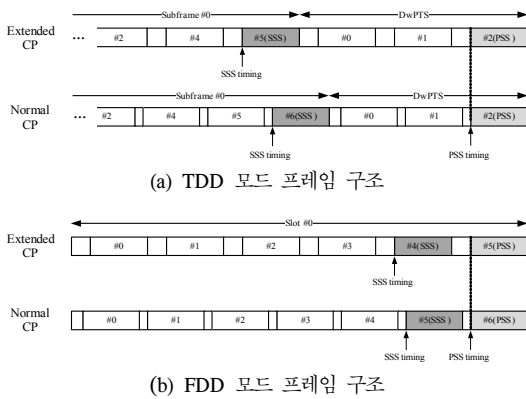 Subframe #0 DwPTS
Extended CP ... #2 #4 #5(SSS) #0 #1 #2(PSS)
SSS timing
Subframe #0 DwPTS
Normal CP ... #2 #4 #5 #6(SSS) #0 #1 #2(PSS)
SSS timing PSS timing
(a) TDD 모드 프레임 구조
Slot #0
Extended CP #0 #1 #2 #3 #4(SSS) #5(PSS)
SSS timing
Normal CP #0 #1 #2 #3 #4 #5(SSS) #6(PSS)
SSS timing PSS timing
(b) FDD 모드 프레임 구조